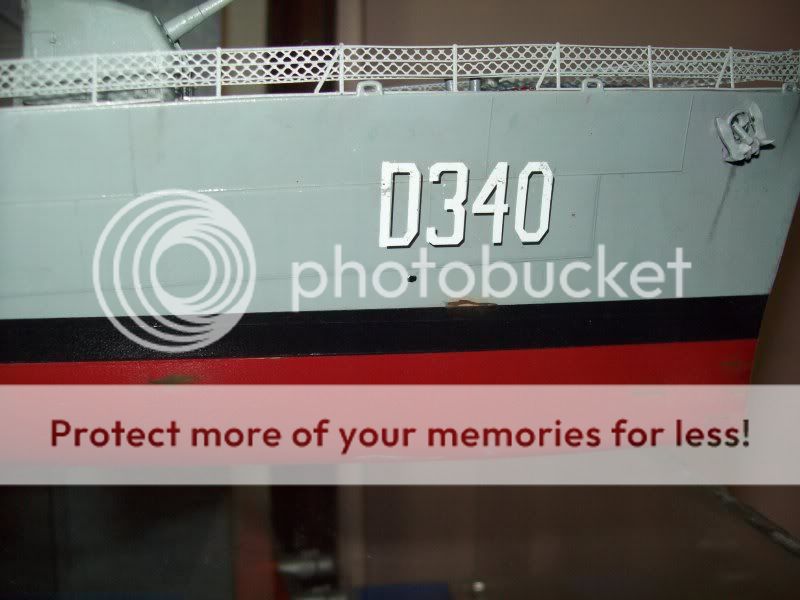 D340
photobucket
Protect more of your memories for less!